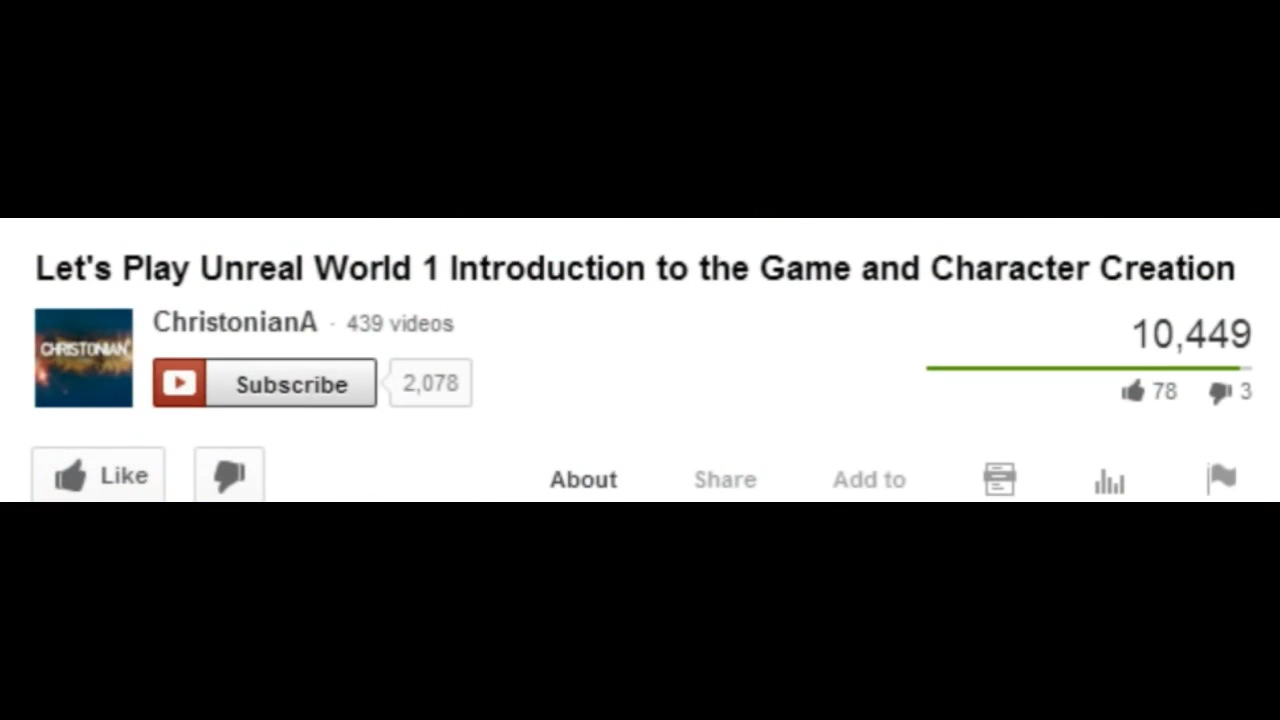 Let's Play Unreal World 1 Introduction to the Game and Character Creation
CHRISTONIAN
ChristonianA · 439 videos
10,449
Subscribe 2,078
78 3
Like About Share Add to